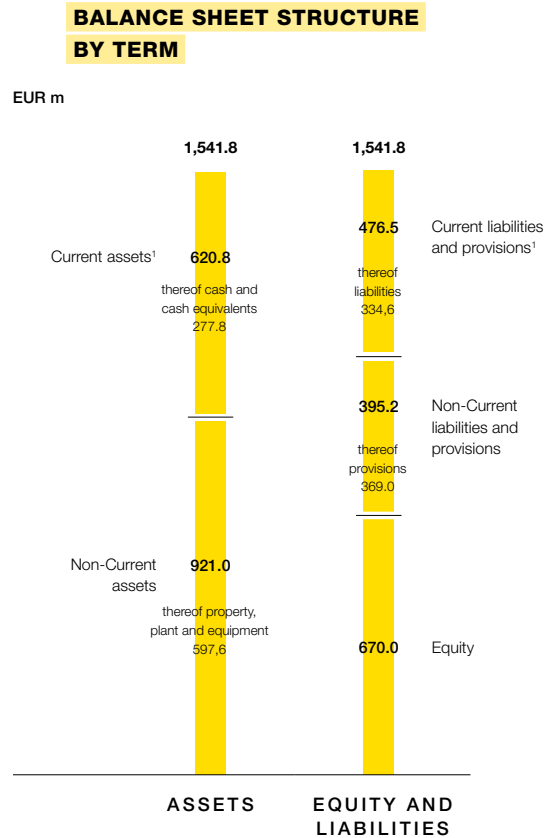 BALANCE SHEET STRUCTURE
BY TERM
EUR m
1,541.8
Current assets¹
620.8
thereof cash and
cash equivalents
277.8
Non-Current
assets
921.0
thereof property,
plant and equipment
597,6
ASSETS
1,541.8
476.5
Current liabilities
and provisions¹
thereof
liabilities
334,6
395.2
Non-Current
liabilities and
provisions
thereof
provisions
369.0
670.0
Equity
EQUITY AND
LIABILITIES